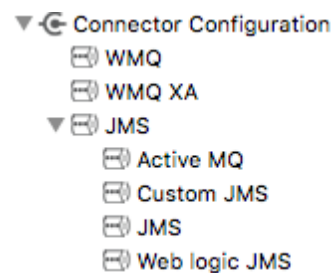 Connector Configuration
WMQ
WMQ XA
JMS
Active MQ
Custom JMS
JMS
Web logic JMS